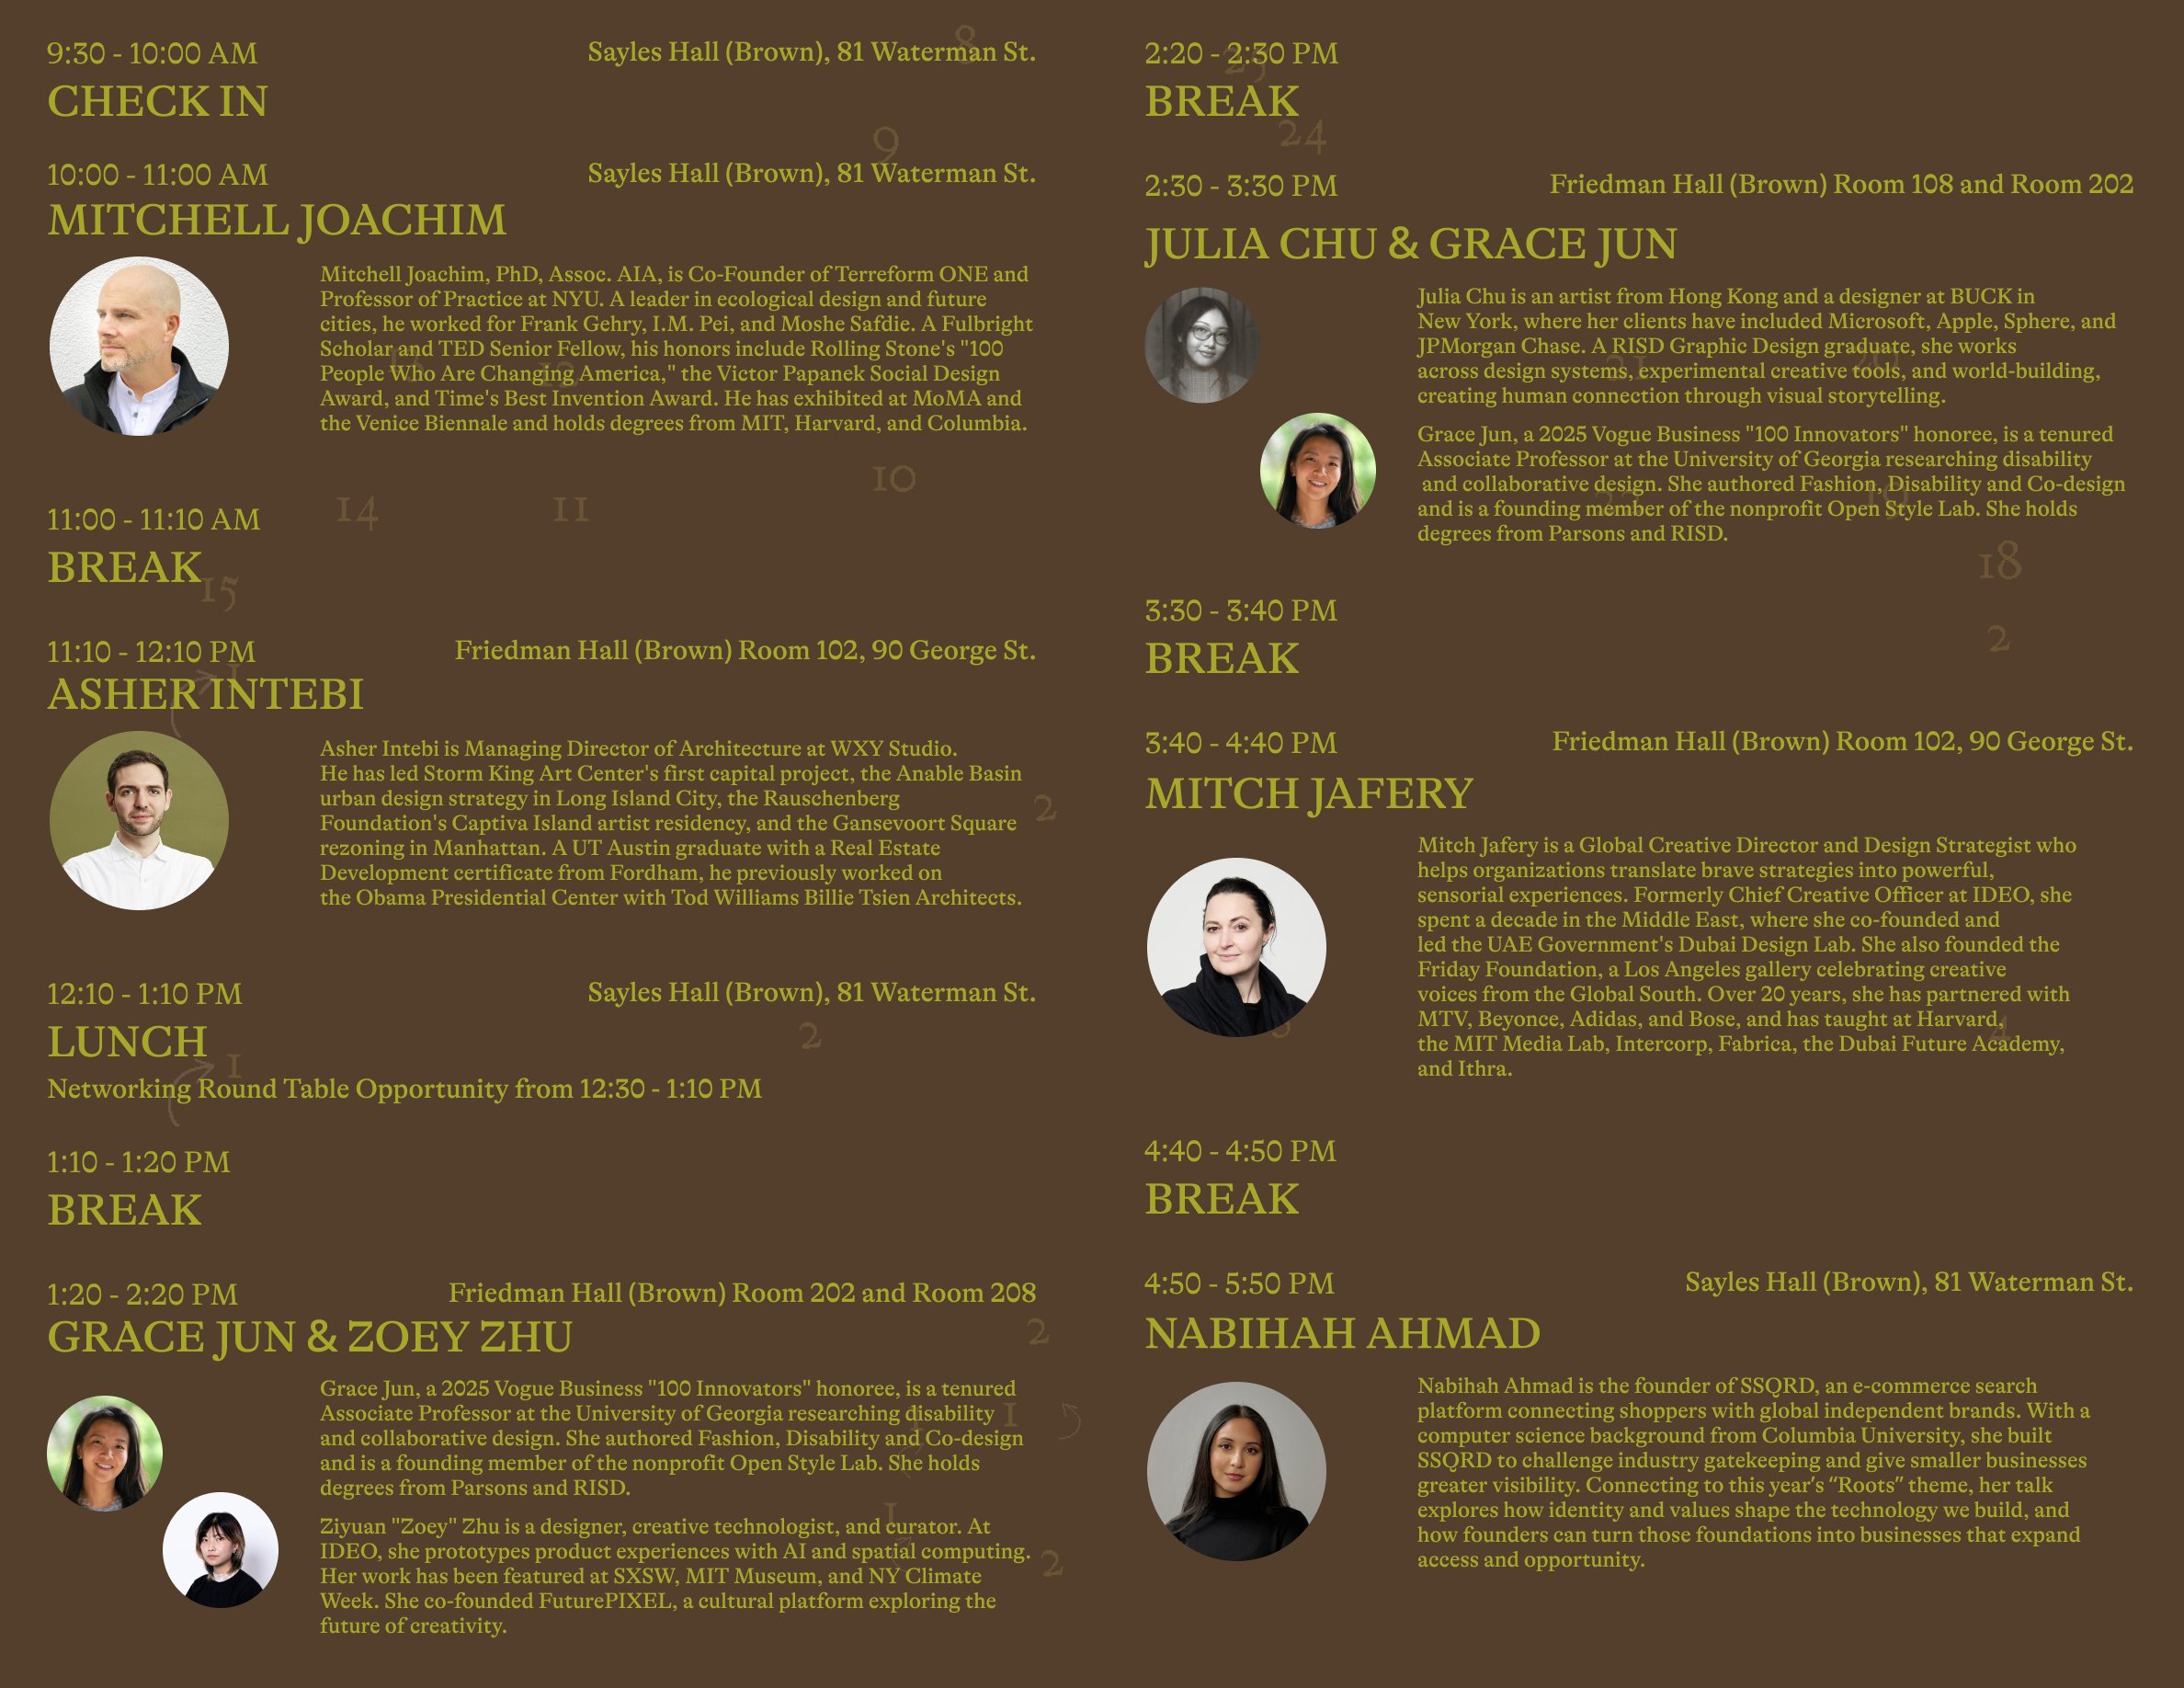 9:30 - 10:00 AM
Sayles Hall (Brown), 81 Waterman St.
CHECK IN
10:00 - 11:00 AM
Sayles Hall (Brown), 81 Waterman St.
MITCHELL JOACHIM
Mitchell Joachim, PhD, Assoc. AIA, is Co-Founder of Terreform ONE and
Professor of Practice at NYU. A leader in ecological design and future
cities, he worked for Frank Gehry, I.M. Pei, and Moshe Safdie. A Fulbright
Scholar and TED Senior Fellow, his honors include Rolling Stone's "100
People Who Are Changing America," the Victor Papanek Social Design
Award, and Time's Best Invention Award. He has exhibited at MoMA and
the Venice Biennale and holds degrees from MIT, Harvard, and Columbia.
11:00 - 11:10 AM
BREAK
11:10 - 12:10 PM
Friedman Hall (Brown) Room 102, 90 George St.
ASHER INTEBI
Asher Intebi is Managing Director of Architecture at WXY Studio.
He has led Storm King Art Center's first capital project, the Anable Basin
urban design strategy in Long Island City, the Rauschenberg
Foundation's Captiva Island artist residency, and the Gansevoort Square
rezoning in Manhattan. A UT Austin graduate with a Real Estate
Development certificate from Fordham, he previously worked on
the Obama Presidential Center with Tod Williams Billie Tsien Architects.
12:10 - 1:10 PM
Sayles Hall (Brown), 81 Waterman St.
LUNCH
Networking Round Table Opportunity from 12:30 - 1:10 PM
1:10 - 1:20 PM
BREAK
1:20 - 2:20 PM
Friedman Hall (Brown) Room 202 and Room 208
GRACE JUN & ZOEY ZHU
Grace Jun, a 2025 Vogue Business "100 Innovators" honoree, is a tenured
Associate Professor at the University of Georgia researching disability
and collaborative design. She authored Fashion, Disability and Co-design
and is a founding member of the nonprofit Open Style Lab. She holds
degrees from Parsons and RISD.
Ziyuan "Zoey" Zhu is a designer, creative technologist, and curator. At
IDEO, she prototypes product experiences with AI and spatial computing.
Her work has been featured at SXSW, MIT Museum, and NY Climate
Week. She co-founded FuturePIXEL, a cultural platform exploring the
future of creativity.
8
9
12
10
14
11
15
1
2
2
1
2
1
1
2
2:20 - 2:30 PM
BREAK
24
2:30 - 3:30 PM
Friedman Hall (Brown) Room 108 and Room 202
JULIA CHU & GRACE JUN
Julia Chu is an artist from Hong Kong and a designer at BUCK in
New York, where her clients have included Microsoft, Apple, Sphere, and
JPMorgan Chase. A RISD Graphic Design graduate, she works
across design systems, experimental creative tools, and world-building,
creating human connection through visual storytelling.
Grace Jun, a 2025 Vogue Business "100 Innovators" honoree, is a tenured
Associate Professor at the University of Georgia researching disability
and collaborative design. She authored Fashion, Disability and Co-design
and is a founding member of the nonprofit Open Style Lab. She holds
degrees from Parsons and RISD.
18
3:30 - 3:40 PM
BREAK
2
3:40 - 4:40 PM
Friedman Hall (Brown) Room 102, 90 George St.
MITCH JAFERY
Mitch Jafery is a Global Creative Director and Design Strategist who
helps organizations translate brave strategies into powerful,
sensorial experiences. Formerly Chief Creative Officer at IDEO, she
spent a decade in the Middle East, where she co-founded and
led the UAE Government's Dubai Design Lab. She also founded the
Friday Foundation, a Los Angeles gallery celebrating creative
voices from the Global South. Over 20 years, she has partnered with
MTV, Beyonce, Adidas, and Bose, and has taught at Harvard,
the MIT Media Lab, Intercorp, Fabrica, the Dubai Future Academy,
and Ithra.
4:40 - 4:50 PM
BREAK
4:50 - 5:50 PM
Sayles Hall (Brown), 81 Waterman St.
NABIHAH AHMAD
Nabihah Ahmad is the founder of SSQRD, an e-commerce search
platform connecting shoppers with global independent brands. With a
computer science background from Columbia University, she built
SSQRD to challenge industry gatekeeping and give smaller businesses
greater visibility. Connecting to this year's “Roots” theme, her talk
explores how identity and values shape the technology we build, and
how founders can turn those foundations into businesses that expand
access and opportunity.